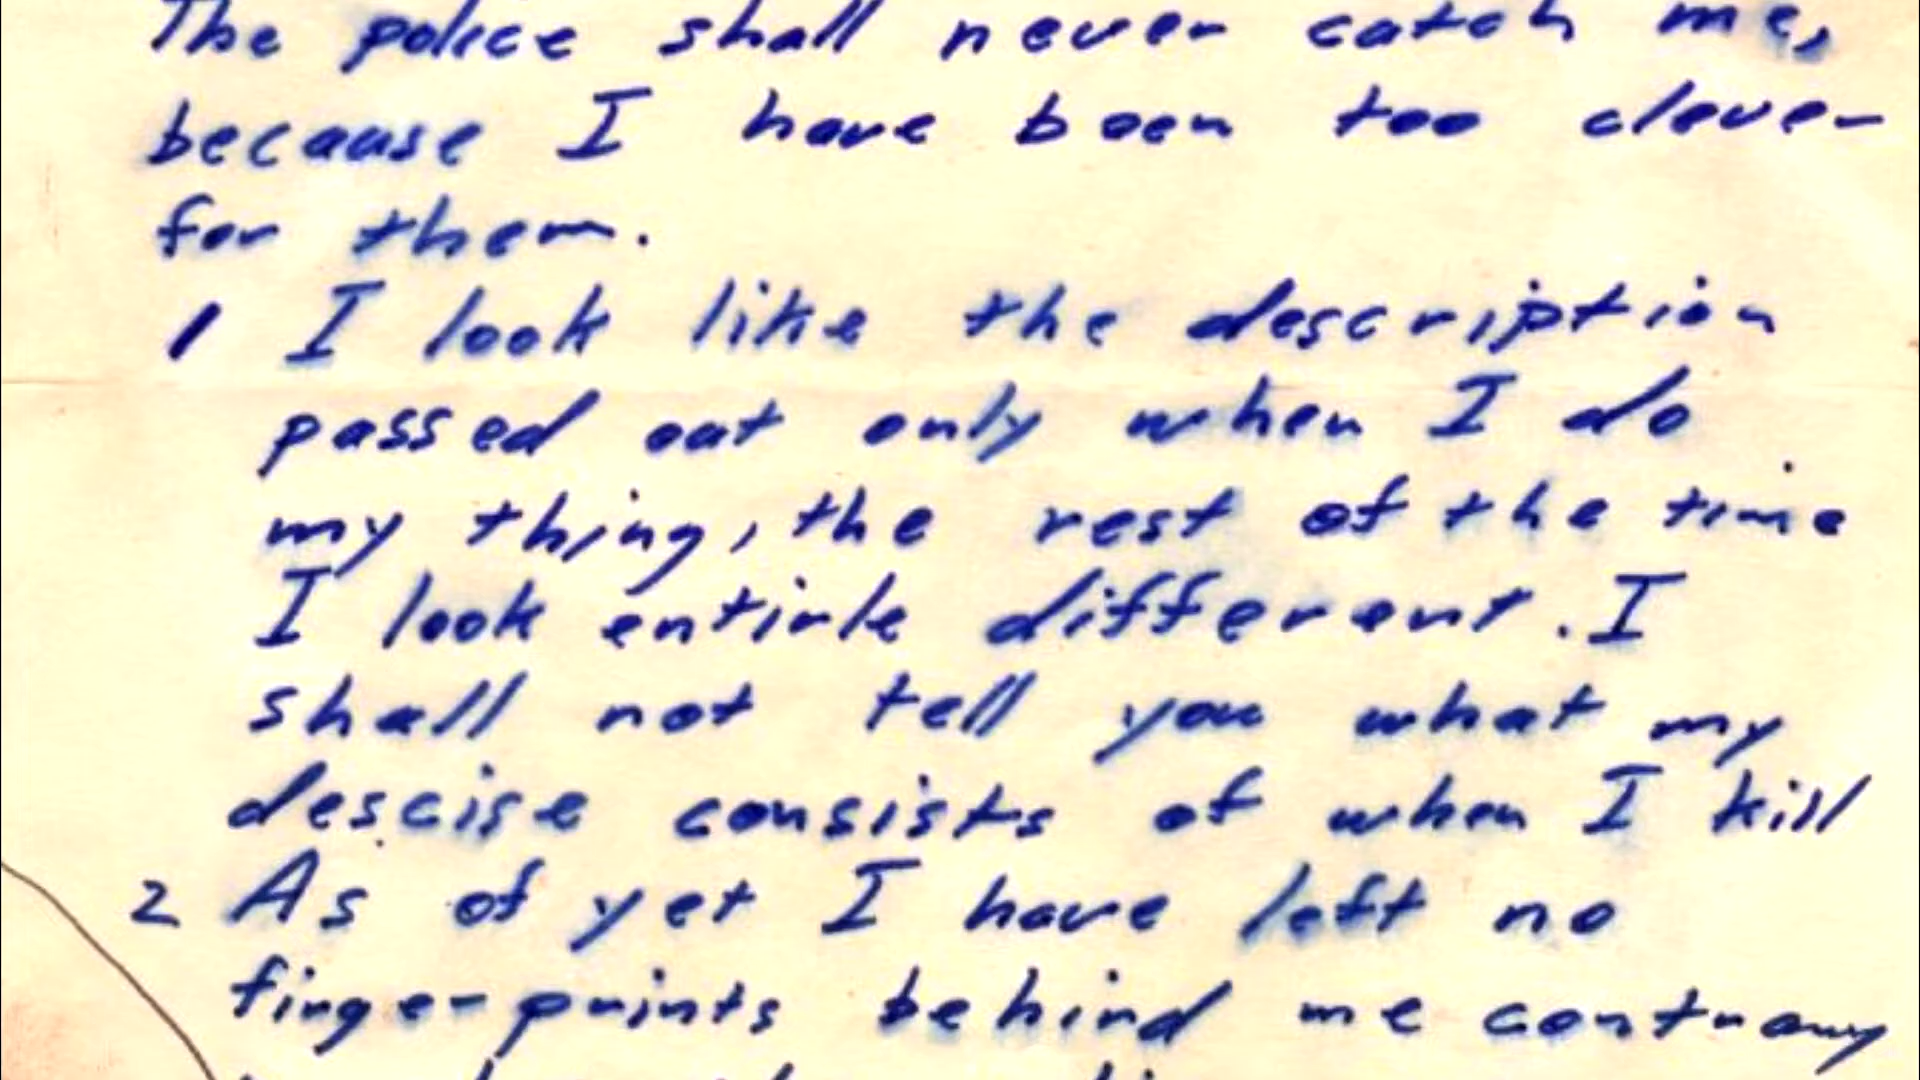 The police shall never catch me,
because I have been too clever
for them.
1 I look like the description
passed out only when I do
my thing, the rest of the time
I look entirle different. I
shall not tell you what my
descise consists of when I kill
2 As of yet I have left no
fingerprints behind me contrary